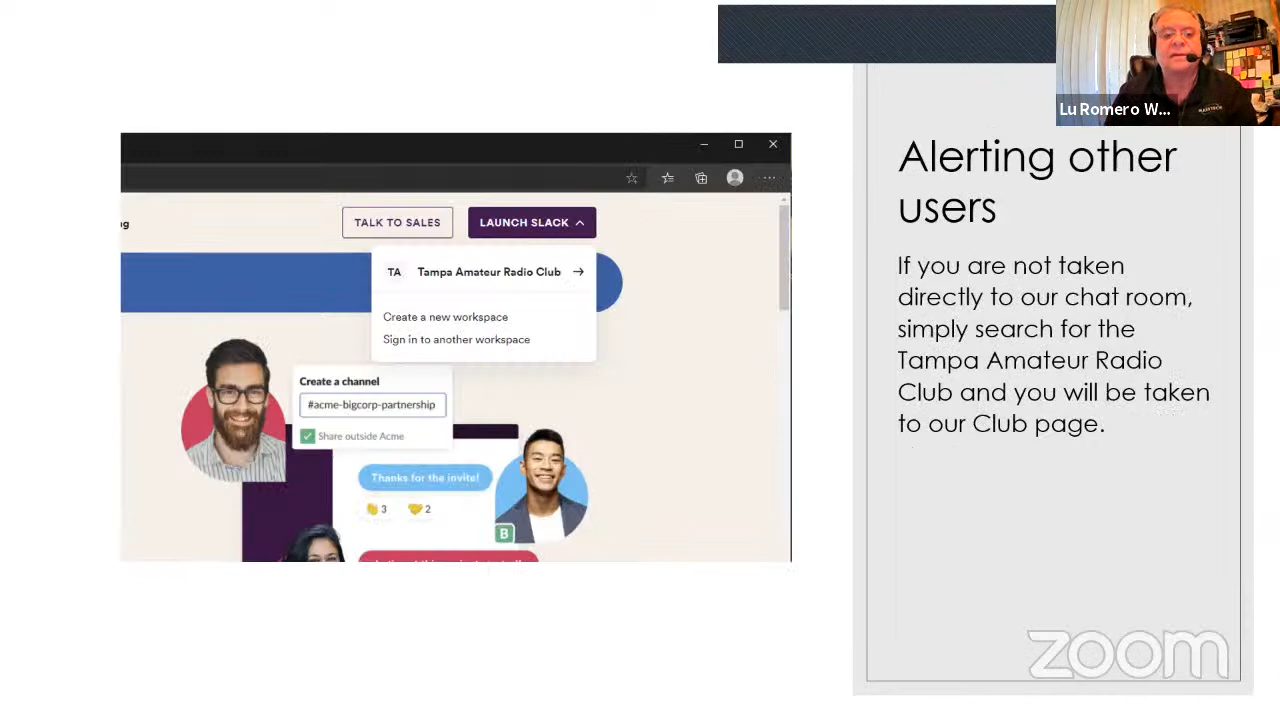 Lu Romero W...
Alerting other
users
If you are not taken
directly to our chat room,
simply search for the
Tampa Amateur Radio
Club and you will be taken
to our Club page.
ng
TALK TO SALES
LAUNCH SLACK
TA Tampa Amateur Radio Club →
Create a new workspace
Sign in to another workspace
Create a channel
#acme-bigcorp-partnership
Share outside Acme
Thanks for the invite!
3 2
B
zoom